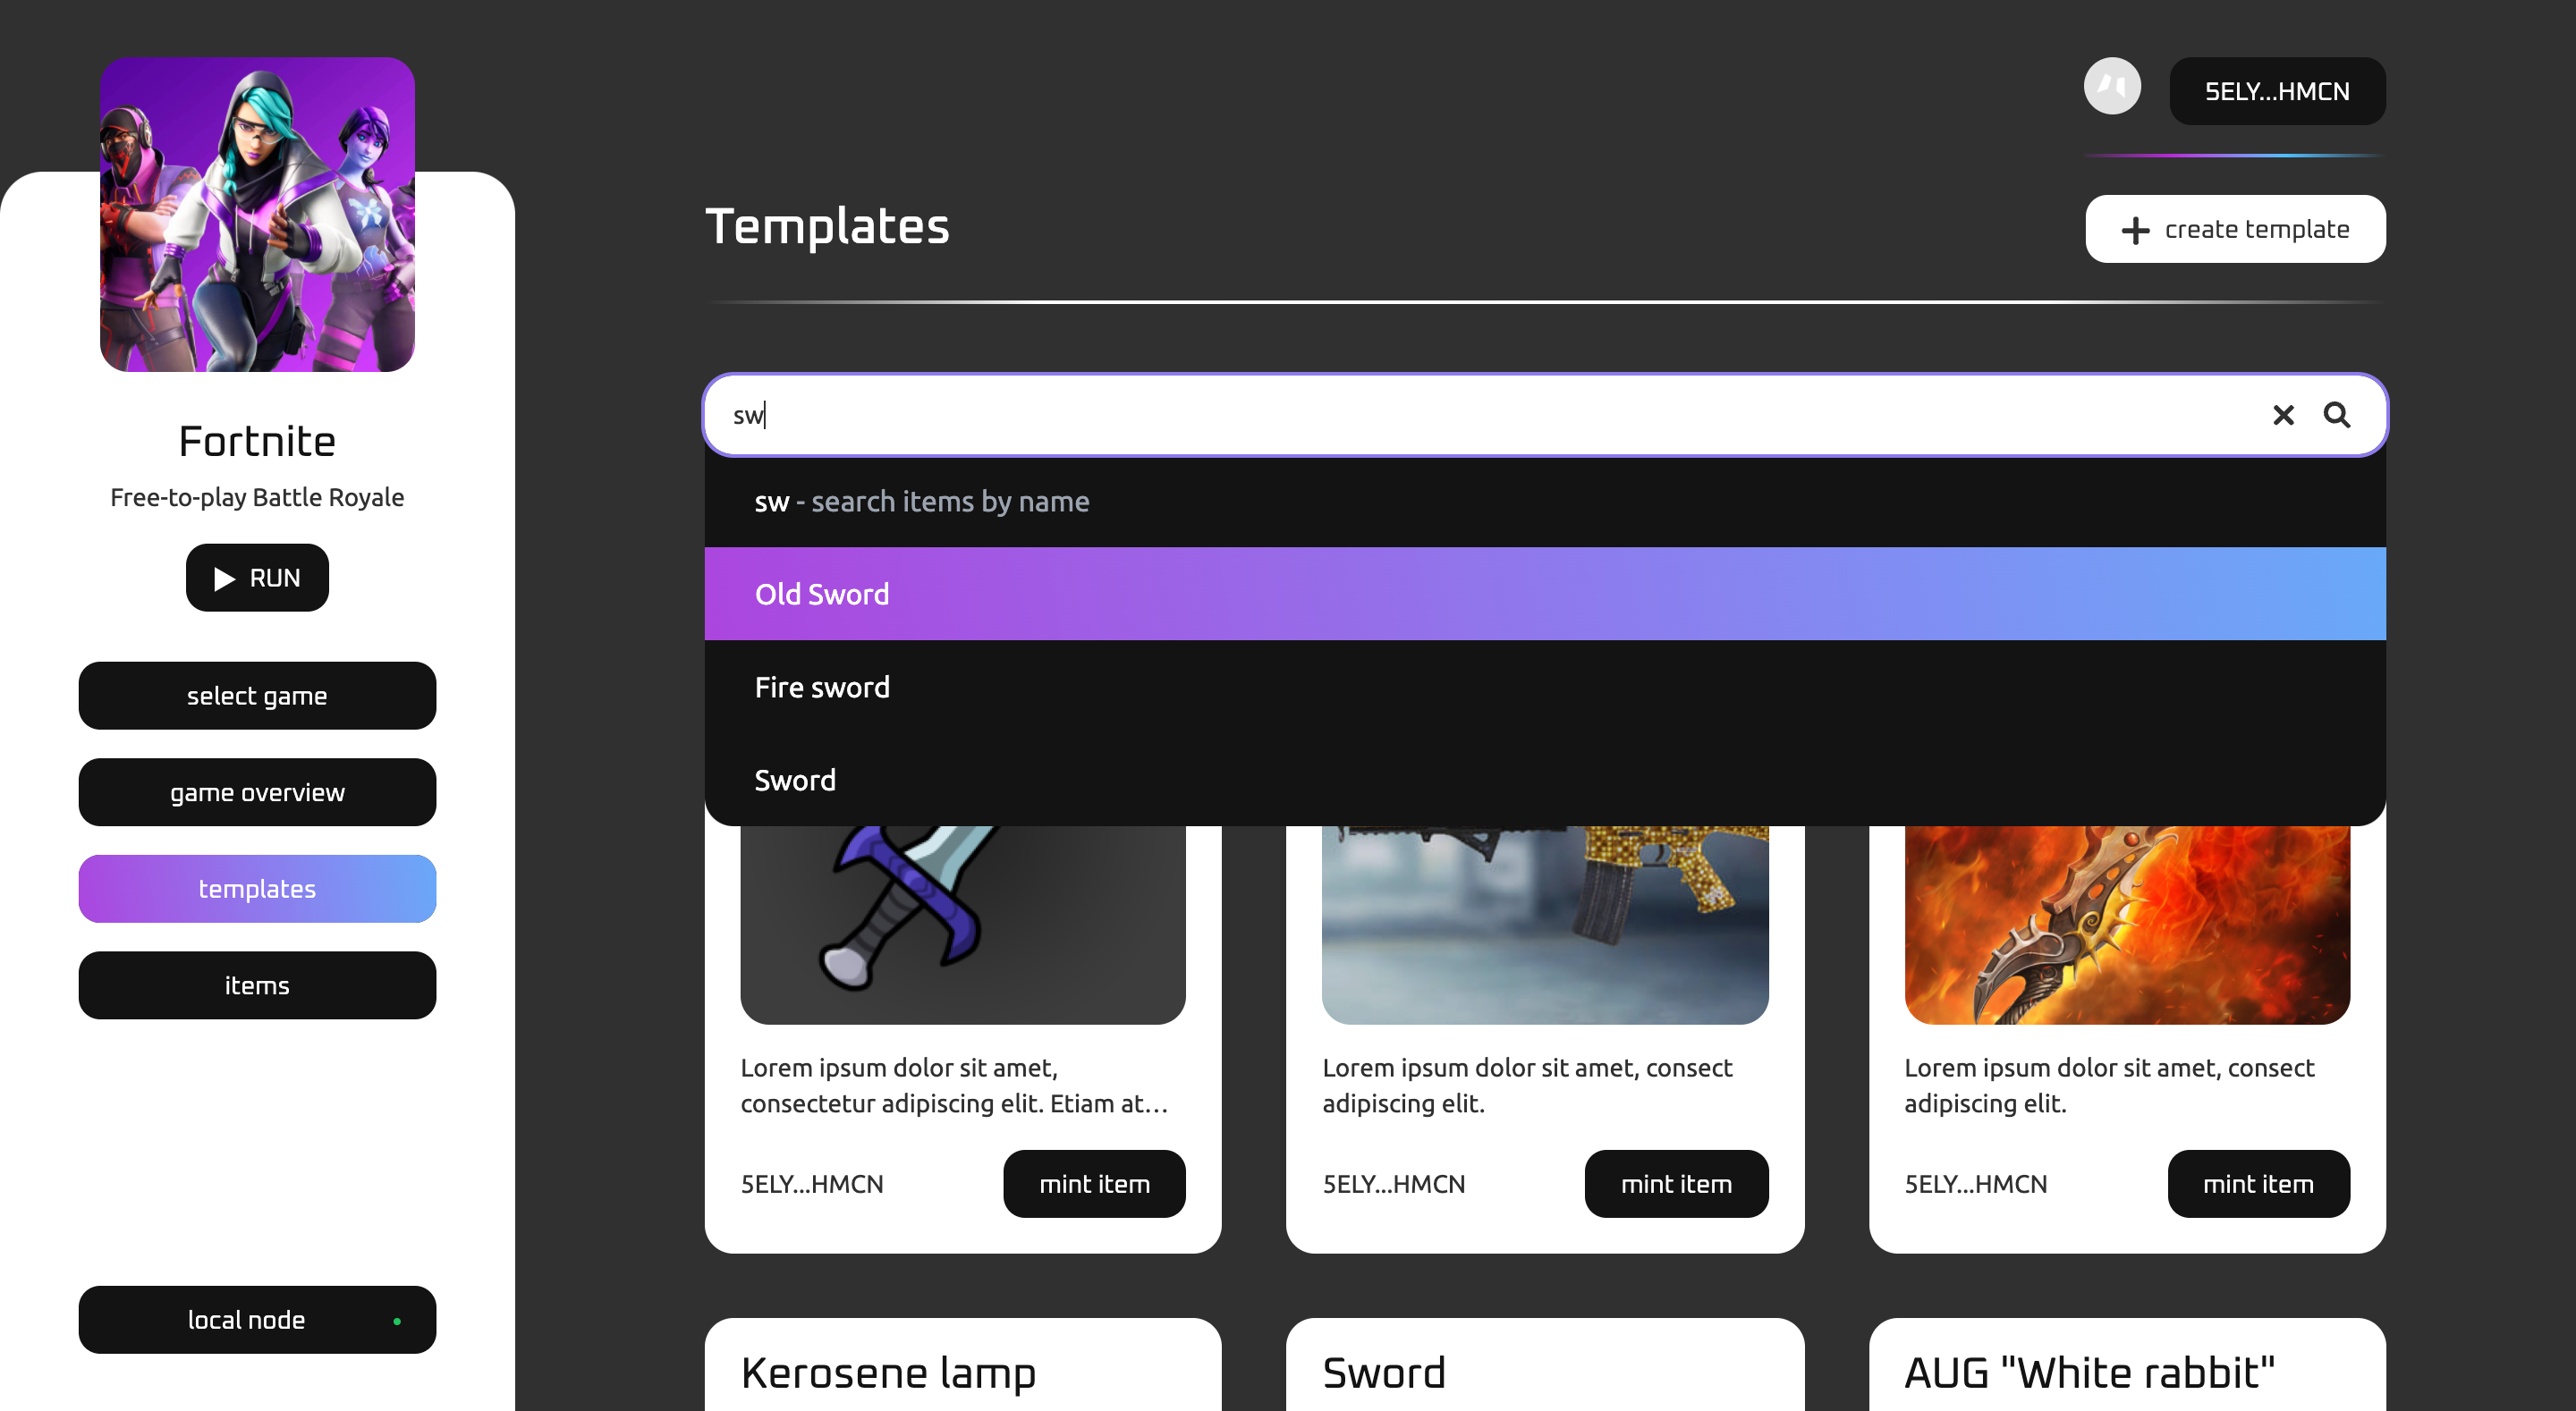 5ELY...HMCN
Templates
create template
Fortnite
Free-to-play Battle Royale
RUN
select game
game overview
templates
items
local node
sw
sw - search items by name
Old Sword
Fire sword
Sword
Lorem ipsum dolor sit amet,
consectetur adipiscing elit. Etiam at...
5ELY...HMCN
mint item
Lorem ipsum dolor sit amet, consect
adipiscing elit.
5ELY...HMCN
mint item
Lorem ipsum dolor sit amet, consect
adipiscing elit.
5ELY...HMCN
mint item
Kerosene lamp
Sword
AUG "White rabbit"